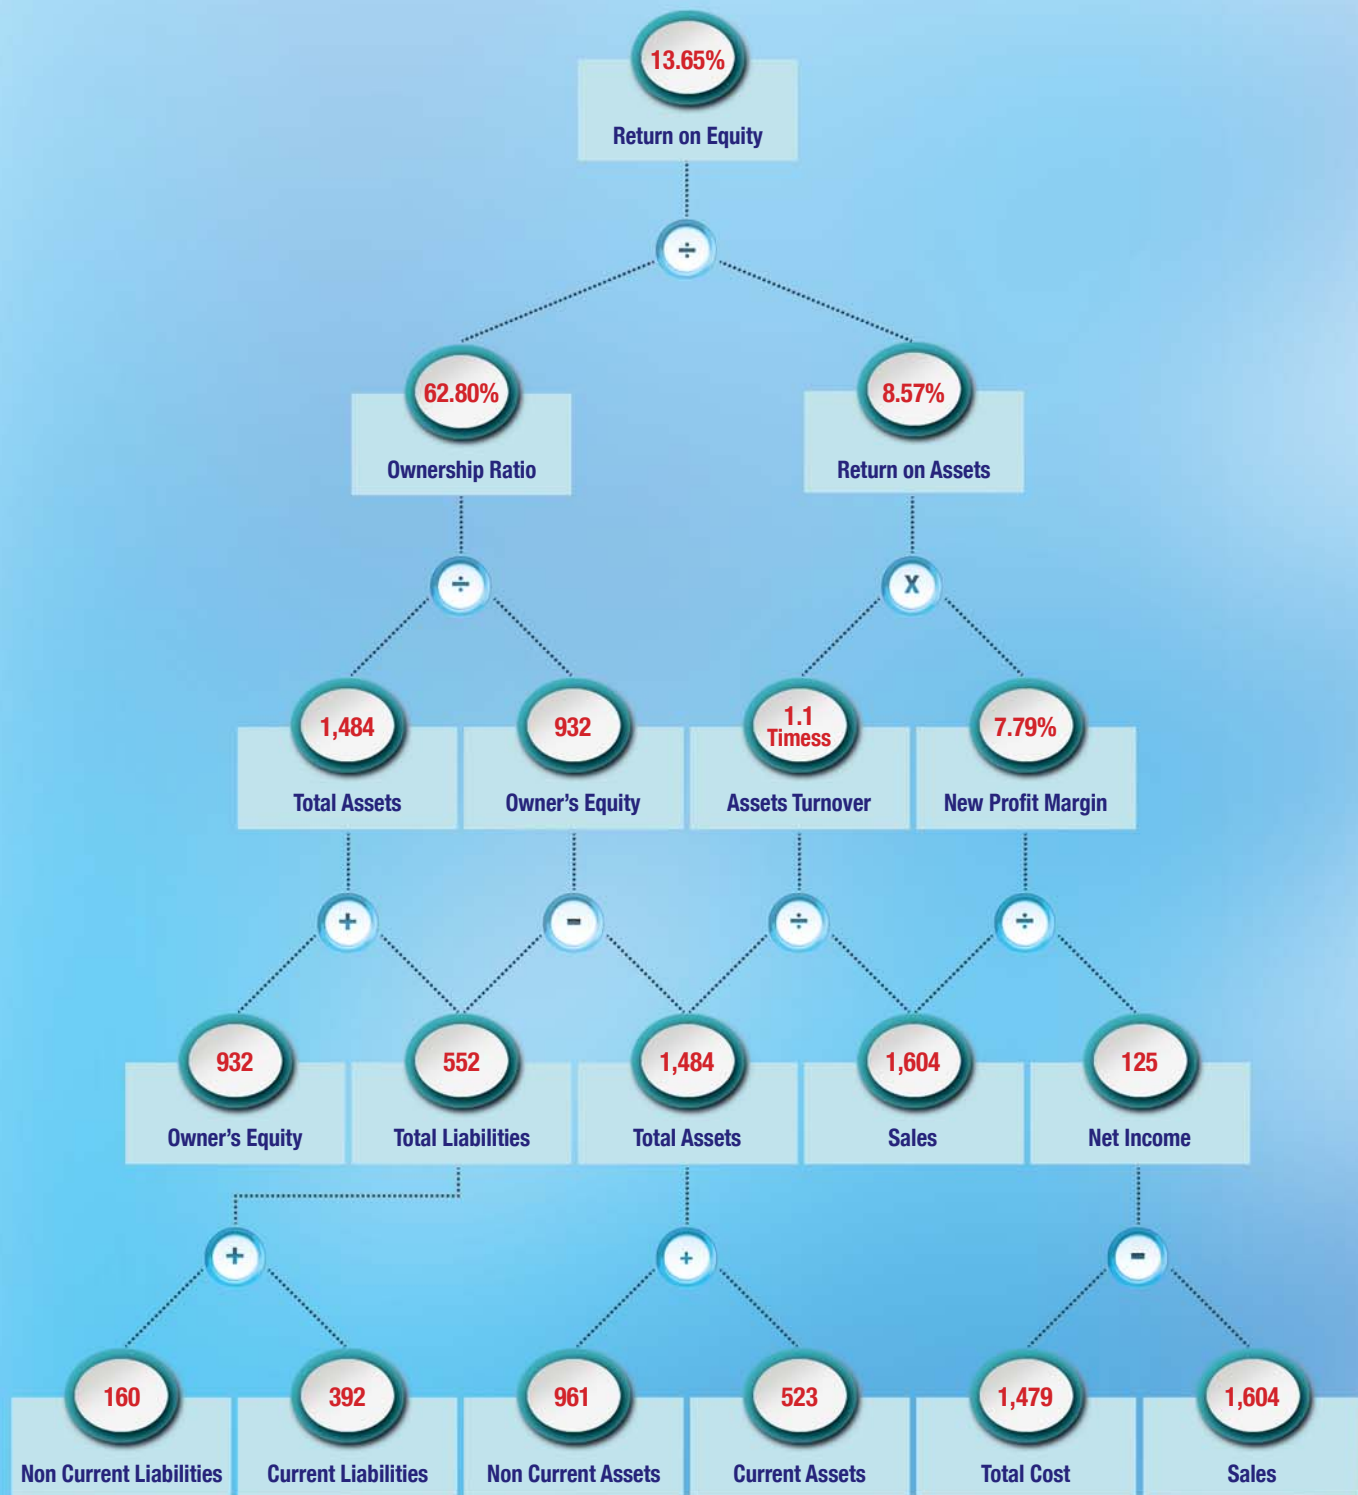 13.65%
Return on Equity
÷
62.80%
8.57%
Ownership Ratio
Return on Assets
÷
X
1,484
932
1.1
Timess
7.79%
Total Assets
Owner's Equity
Assets Turnover
New Profit Margin
+
-
÷
÷
932
552
1,484
1,604
125
Owner's Equity
Total Liabilities
Total Assets
Sales
Net Income
+
+
-
160
392
961
523
1,479
1,604
Non Current Liabilities
Current Liabilities
Non Current Assets
Current Assets
Total Cost
Sales